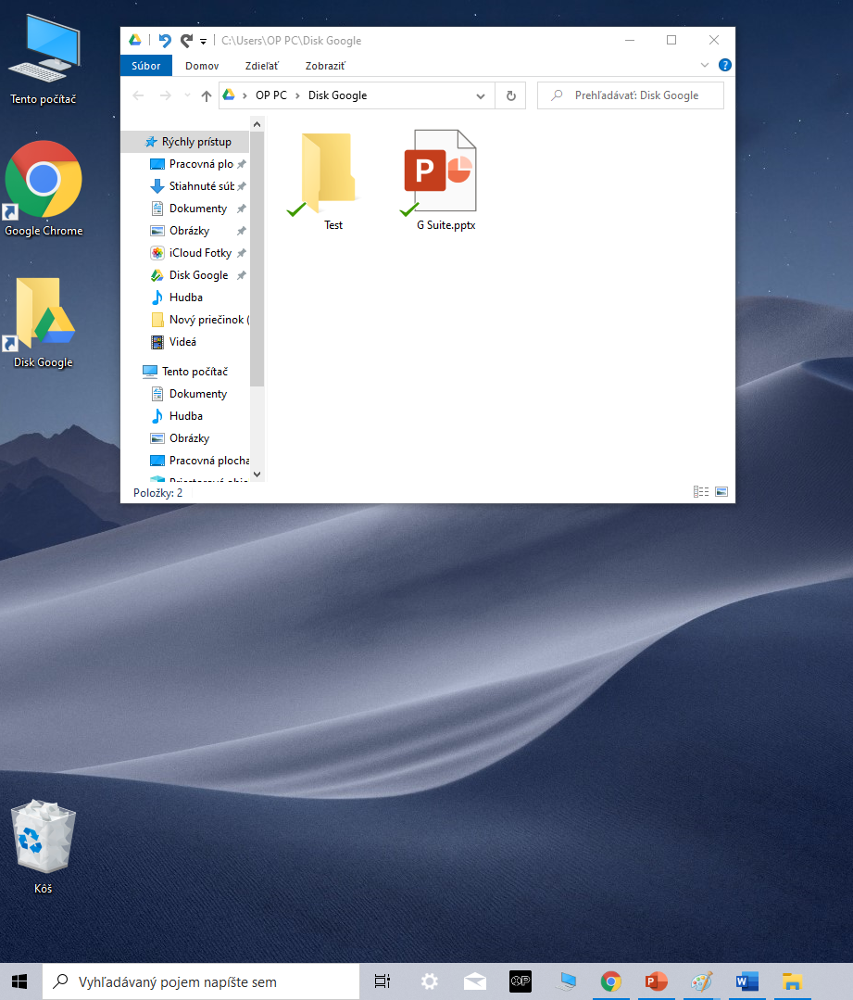 Tento počítač
Google Chrome
Disk Google
Kôš
C:\Users\OP PC\Disk Google
Súbor
Domov
Zdieľať
Zobraziť
?
OP PC
Disk Google
Prehľadávať: Disk Google
Rýchly prístup
Pracovná plo
Stiahnuté súb
Dokumenty
Obrázky
iCloud Fotky
Disk Google
Hudba
Nový priečinok (
Videá
Tento počítač
Dokumenty
Hudba
Obrázky
Pracovná plocha
Test
P
G Suite.pptx
Položky: 2
Vyhľadávaný pojem napíšte sem
OP
P
W